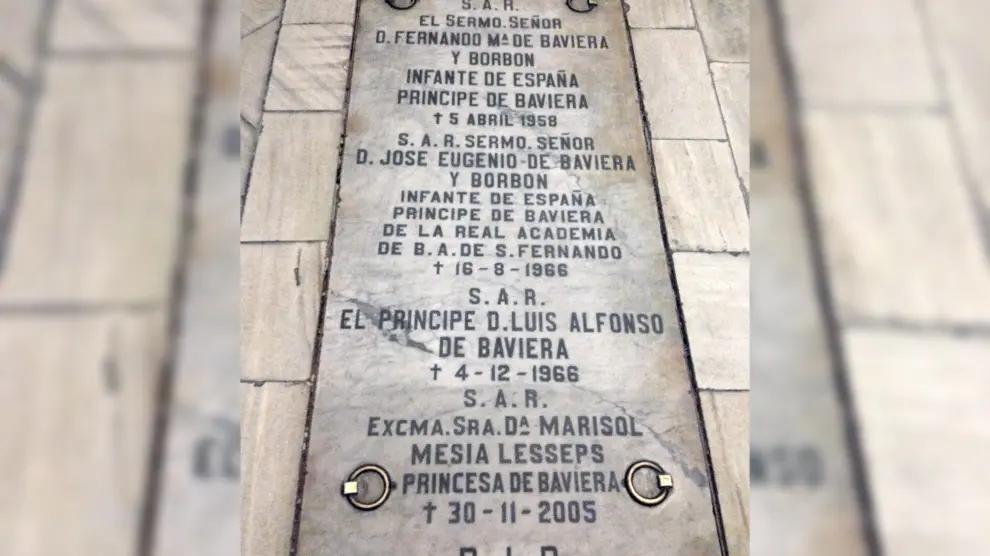 S. A. R.
EL SERMO. SEÑOR
D. FERNANDO Mª DE BAVIERA
Y BORBON
INFANTE DE ESPAÑA
PRINCIPE DE BAVIERA
† 5 ABRIL 1958
S. A. R. SERMO. SEÑOR
D. JOSE EUGENIO DE BAVIERA
Y BORBON
INFANTE DE ESPAÑA
PRINCIPE DE BAVIERA
DE LA REAL ACADEMIA
DE B.A. DE S. FERNANDO
† 16-8-1966
S. A. R.
EL PRINCIPE D. LUIS ALFONSO
DE BAVIERA
† 4-12-1966
S. A. R.
EXCMA. SRA. Dª MARISOL
MESIA LESSEPS
PRINCESA DE BAVIERA
† 30-11-2005